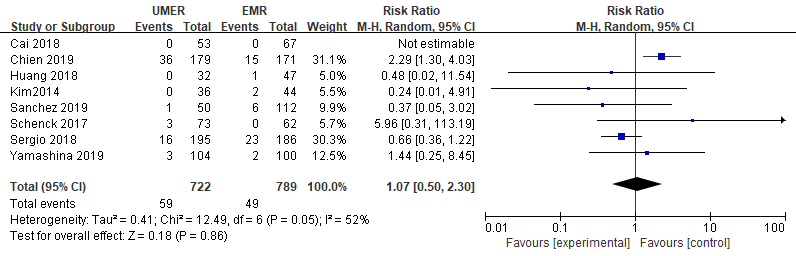 UMER EMR Risk Ratio Risk Ratio
Study or Subgroup Events Total Events Total Weight M-H, Random, 95% CI M-H, Random, 95% CI
Cai 2018 0 53 0 67 Not estimable
Chien 2019 36 179 15 171 31.1% 2.29 [1.30, 4.03]
Huang 2018 0 32 1 47 5.1% 0.48 [0.02, 11.54]
Kim2014 0 36 2 44 5.5% 0.24 [0.01, 4.91]
Sanchez 2019 1 50 6 112 9.9% 0.37 [0.05, 3.02]
Schenck 2017 3 73 0 62 5.7% 5.96 [0.31, 113.19]
Sergio 2018 16 195 23 186 30.3% 0.66 [0.36, 1.22]
Yamashina 2019 3 104 2 100 12.5% 1.44 [0.25, 8.45]
Total (95% CI) 722 789 100.0% 1.07 [0.50, 2.30]
Total events 59 49
Heterogeneity: Tau² = 0.41; Chi² = 12.49, df = 6 (P = 0.05); I² = 52%
Test for overall effect: Z = 0.18 (P = 0.86)
0.01 0.1 1 10 100
Favours [experimental] Favours [control]